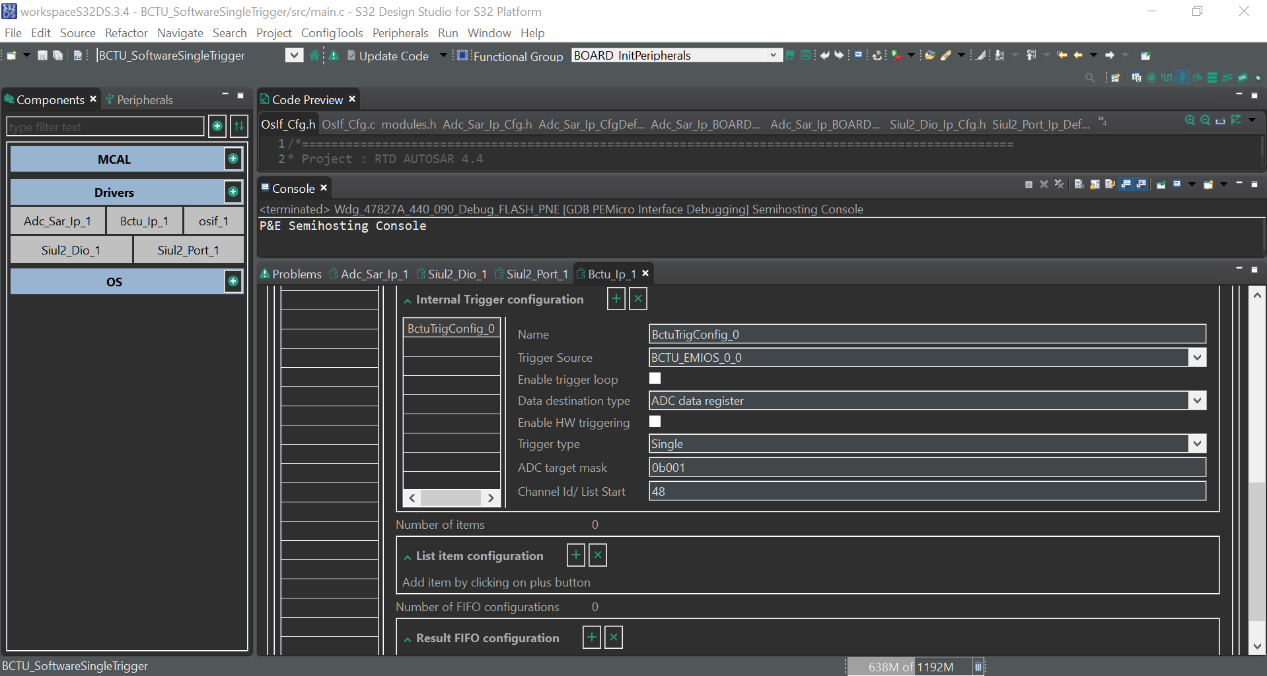 workspaceS32DS.3.4 - BCTU_SoftwareSingleTrigger/src/main.c - S32 Design Studio for S32 Platform
File Edit Source Refactor Navigate Search Project ConfigTools Peripherals Run Window Help
BCTU_SoftwareSingleTrigger Update Code Functional Group BOARD InitPeripherals
Components Peripherals
type filter text
MCAL
Drivers
Adc_Sar_Ip_1 Bctu_Ip_1 osif_1
Siul2_Dio_1 Siul2_Port_1
OS
Code Preview
OsIf_Cfg.h OsIf_Cfg.c modules.h Adc_Sar_Ip_Cfg.h Adc_Sar_Ip_CfgDef... Adc_Sar_Ip_BOARD... Adc_Sar_Ip_BOARD... Siul2_Dio_Ip_Cfg.h Siul2_Port_Ip_Def... »4
1 /*==================================================================================================
2 * Project : RTD AUTOSAR 4.4
Console
<terminated> Wdg_47827A_440_090_Debug_FLASH_PNE [GDB PEMicro Interface Debugging] Semihosting Console
P&E Semihosting Console
Problems Adc_Sar_Ip_1 Siul2_Dio_1 Siul2_Port_1 Bctu_Ip_1
Internal Trigger configuration
BctuTrigConfig_0
Name BctuTrigConfig_0
Trigger Source BCTU_EMIOS_0_0
Enable trigger loop
Data destination type ADC data register
Enable HW triggering
Trigger type Single
ADC target mask 0b001
Channel Id/ List Start 48
Number of items 0
List item configuration
Add item by clicking on plus button
Number of FIFO configurations 0
Result FIFO configuration
BCTU_SoftwareSingleTrigger 638M of 1192M